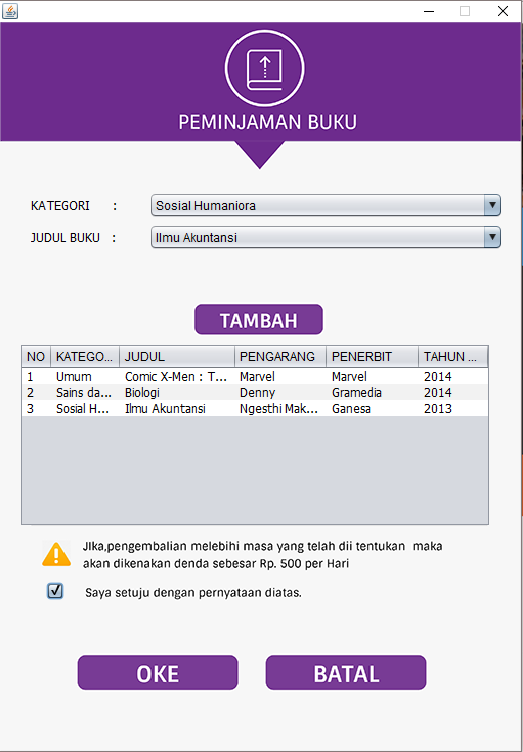 PEMINJAMAN BUKU
KATEGORI :
Sosial Humaniora
JUDUL BUKU :
Ilmu Akuntansi
TAMBAH
NO KATEGO... JUDUL PENGARANG PENERBIT TAHUN ...
1 Umum Comic X-Men : T... Marvel Marvel 2014
2 Sains da... Biologi Denny Gramedia 2014
3 Sosial H... Ilmu Akuntansi Ngesthi Mak... Ganesa 2013
JIka,pengembalian melebihi masa yang telah dii tentukan maka
akan dikenakan denda sebesar Rp. 500 per Hari
Saya setuju dengan pernyataan diatas.
OKE BATAL